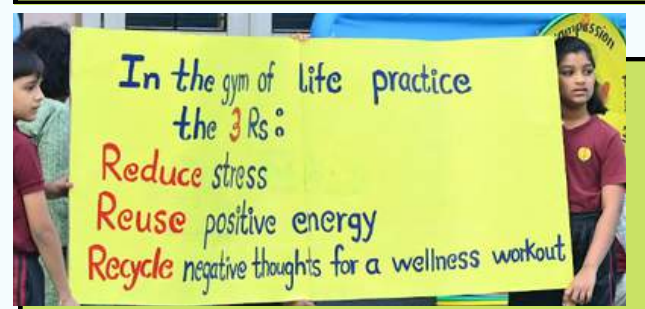 Compassion
In the gym of life practice
the 3 Rs:
Reduce stress
Reuse positive energy
Recycle negative thoughts for a wellness workout